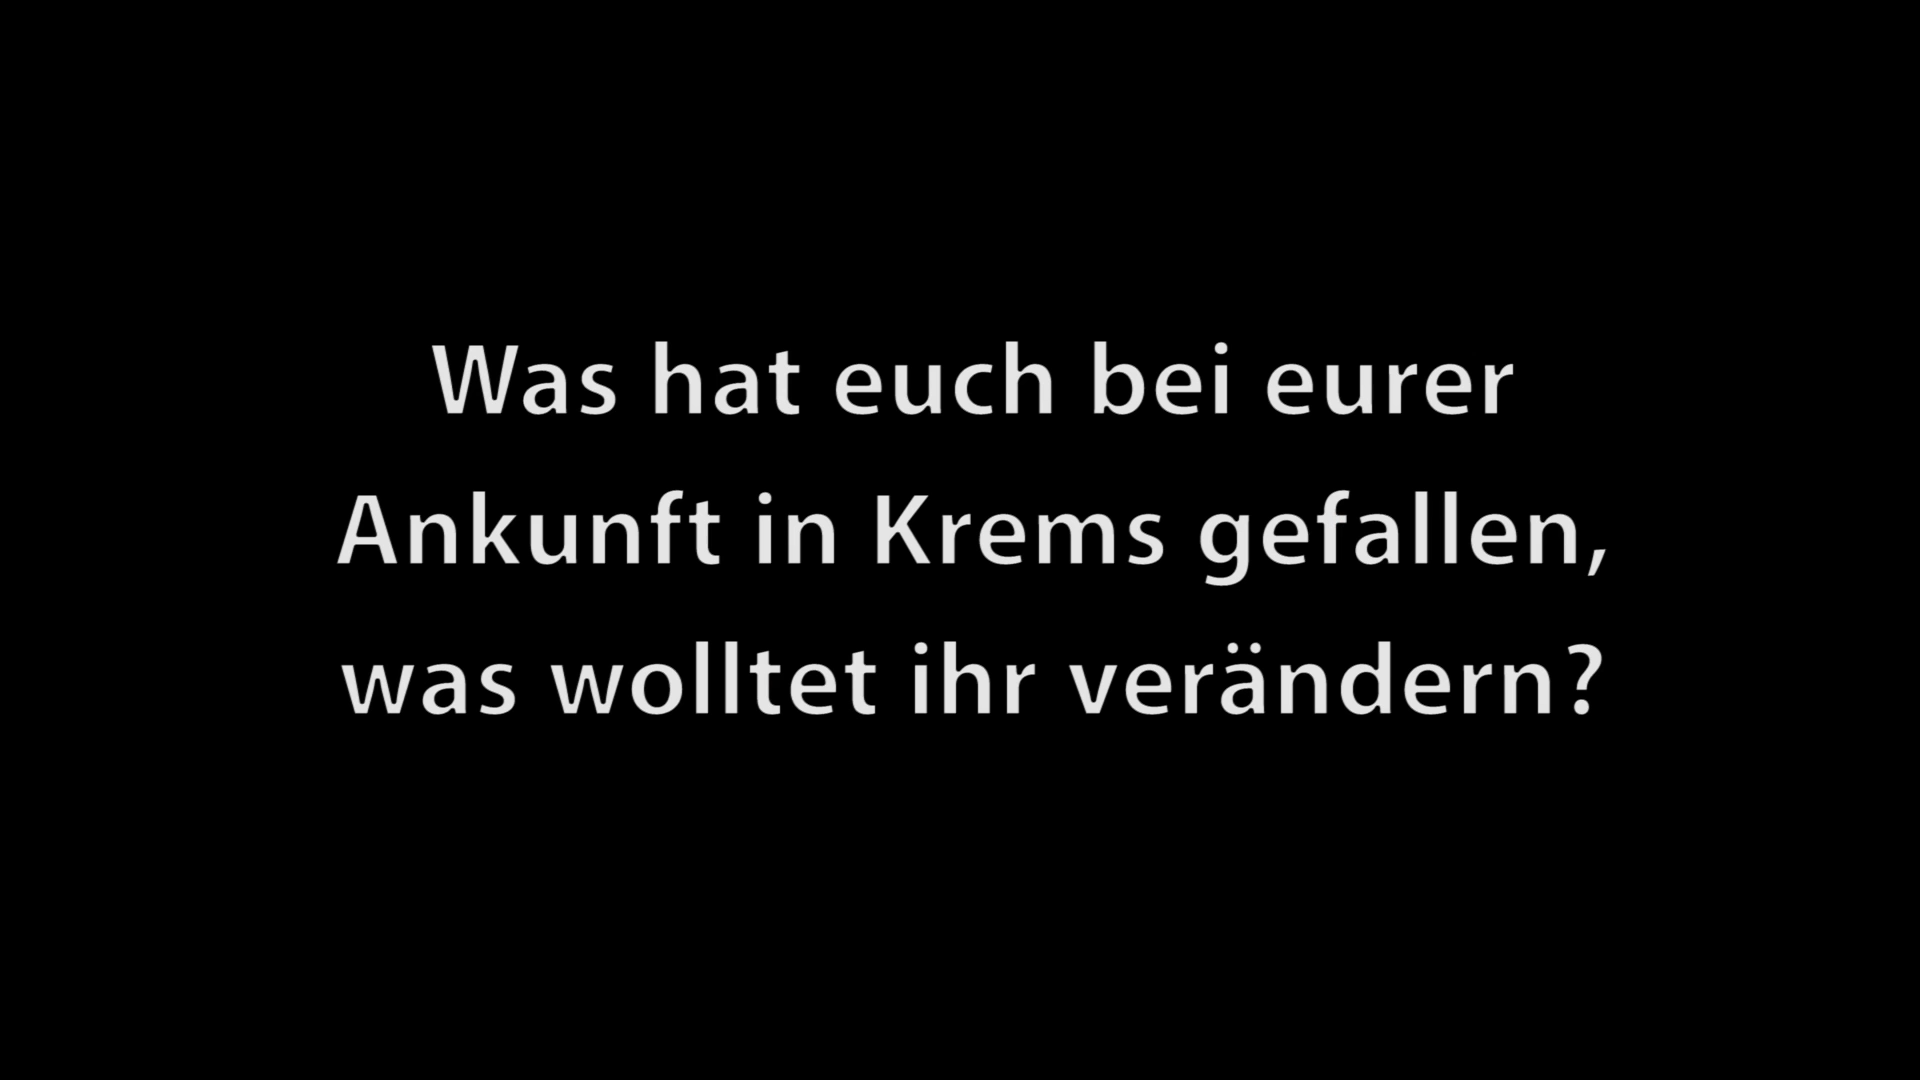 Was hat euch bei eurer
Ankunft in Krems gefallen,
was wolltet ihr verändern?